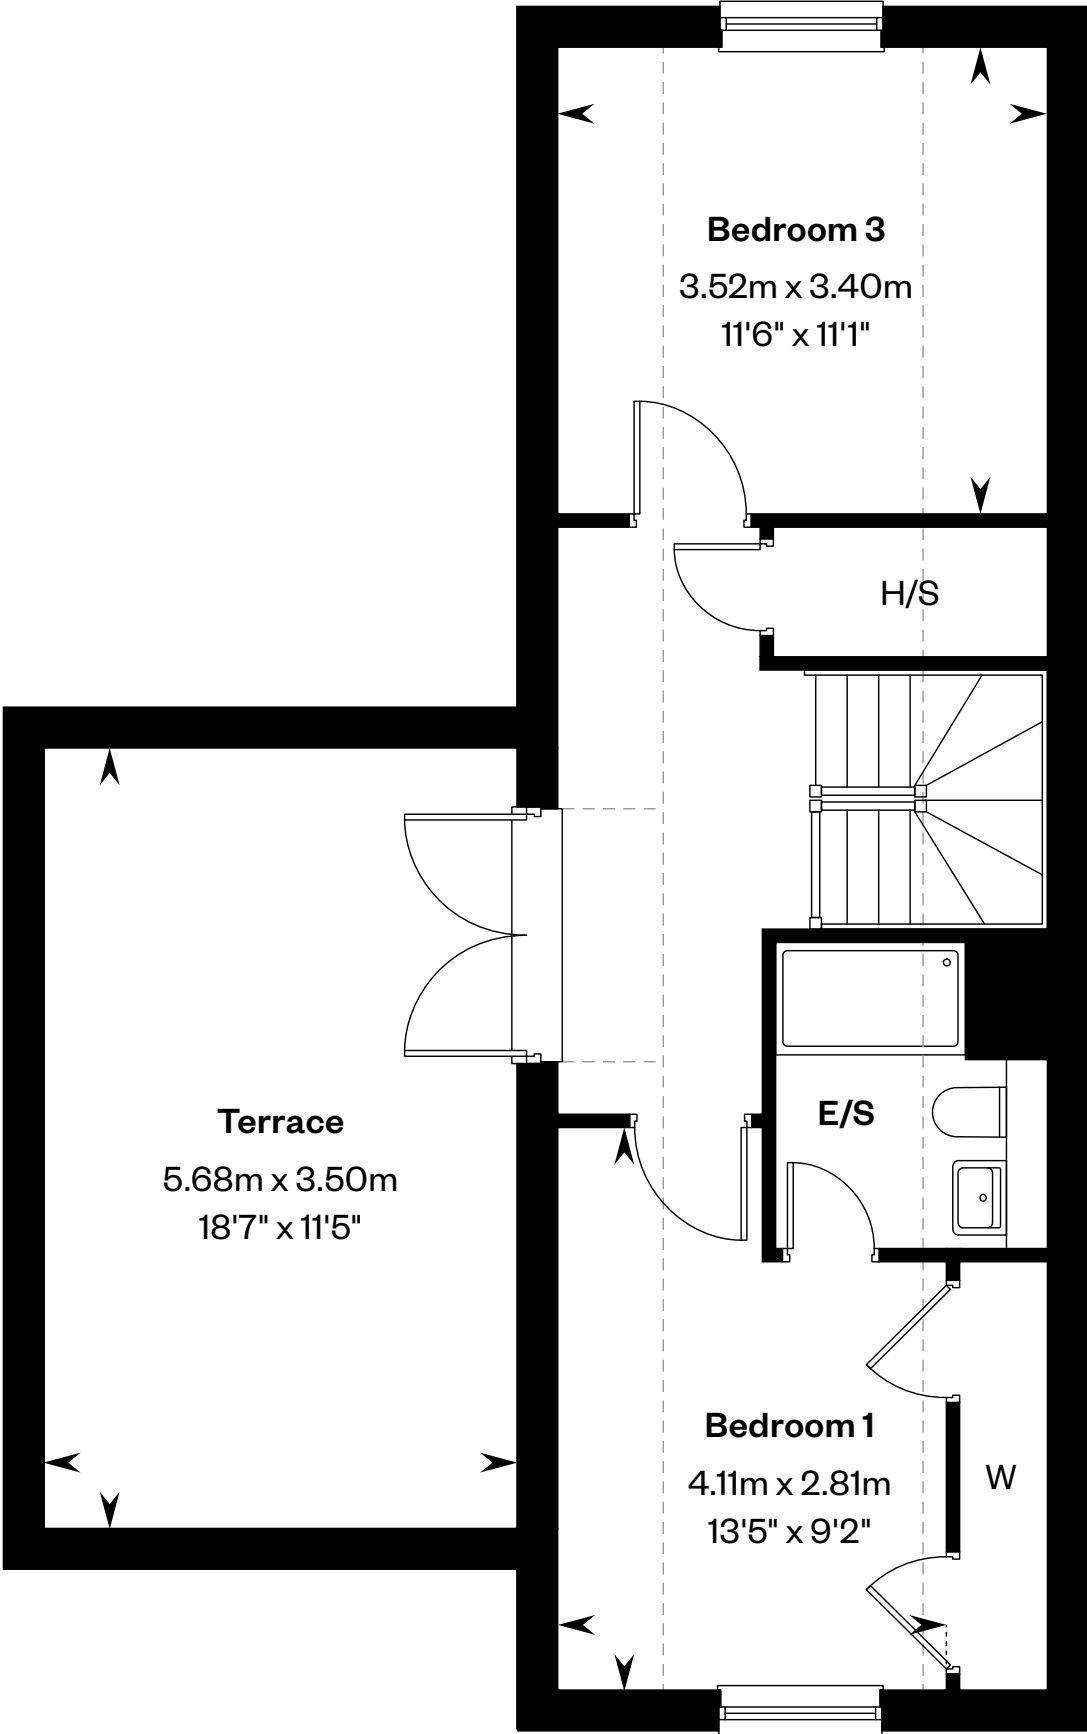 Bedroom 3
3.52m x 3.40m
11'6" x 11'1"
H/S
Terrace
5.68m x 3.50m
18'7" x 11'5"
E/S
Bedroom 1
4.11m x 2.81m
13'5" x 9'2"
W